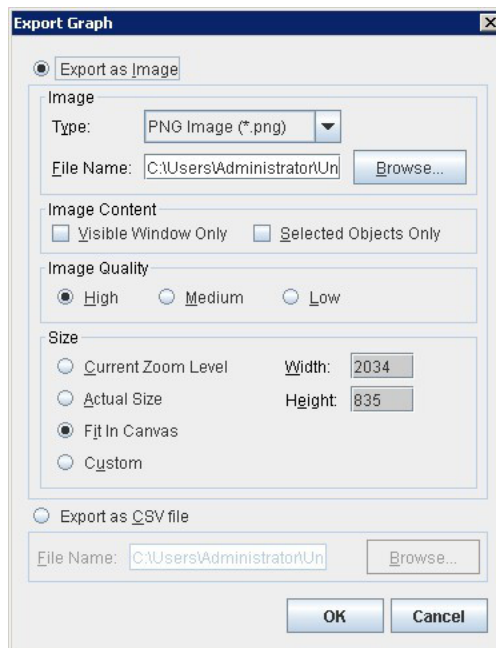 Export Graph
Export as Image
Image
Type: PNG Image (*.png)
File Name: C:\Users\Administrator\Un Browse...
Image Content
Visible Window Only Selected Objects Only
Image Quality
High Medium Low
Size
Current Zoom Level Width: 2034
Actual Size Height: 835
Fit In Canvas
Custom
Export as CSV file
File Name: C:\Users\Administrator\Un Browse...
OK Cancel